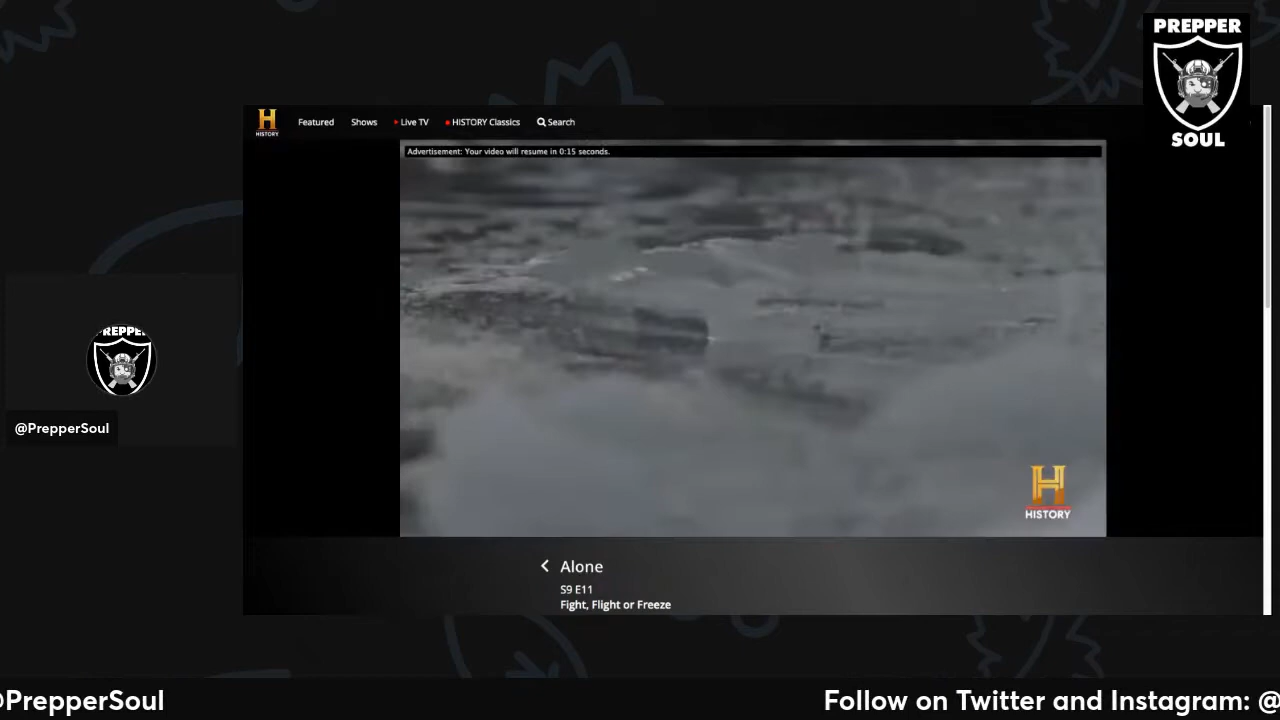 PREPPER
SOUL
HISTORY
Featured
Shows
Live TV
HISTORY Classics
Search
Advertisement: Your video will resume in 0:15 seconds.
PREPPE
@PrepperSoul
HISTORY
Alone
S9 E11
Fight, Flight or Freeze
@PrepperSoul
Follow on Twitter and Instagram: @